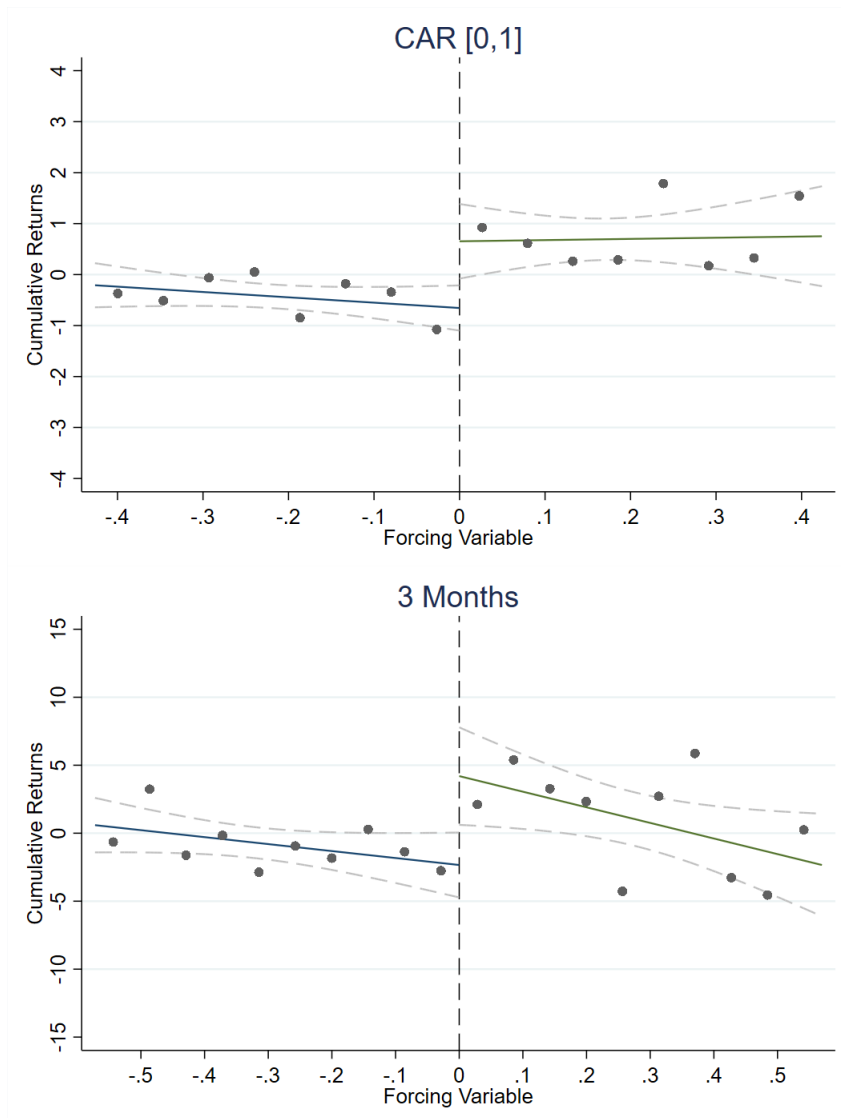 CAR [0,1]
Cumulative Returns
4
3
2
1
0
-1
-2
-3
-4
-.4 -.3 -.2 -.1 0 .1 .2 .3 .4
Forcing Variable
3 Months
Cumulative Returns
15
10
5
0
-5
-10
-15
-.5 -.4 -.3 -.2 -.1 0 .1 .2 .3 .4 .5
Forcing Variable